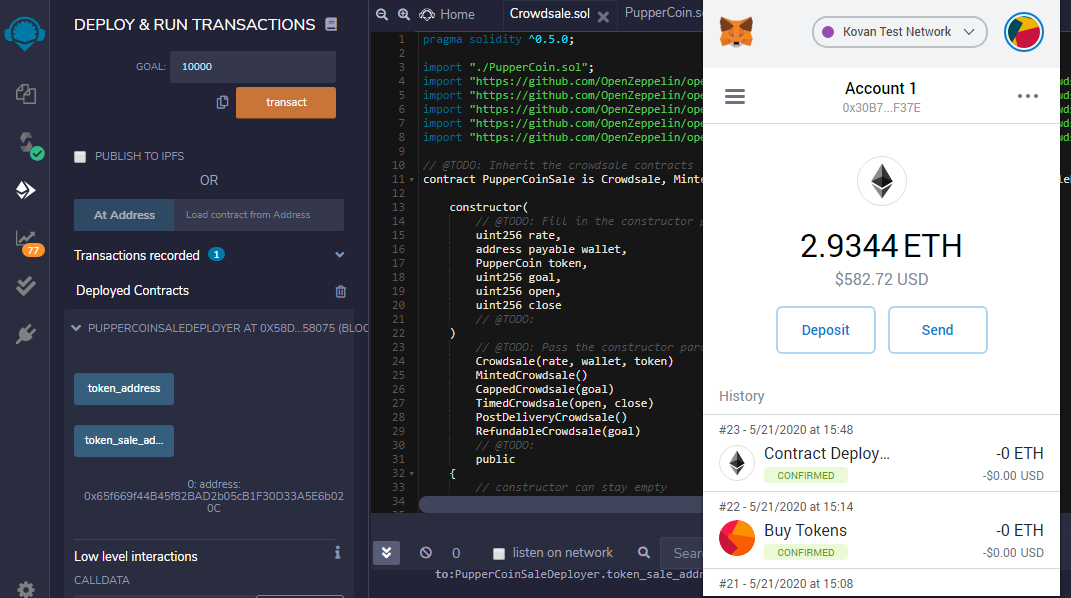 DEPLOY & RUN TRANSACTIONS
GOAL: 10000
transact
PUBLISH TO IPFS
OR
At Address Load contract from Address
Transactions recorded 1
Deployed Contracts
PUPPERCOINSALEDEPLOYER AT 0X58D...58075 (BLOC
token_address
token_sale_ad...
0: address:
0x65f669f44B45f82BAD2b05cB1F30D33A5E6b02
0C
Low level interactions
CALLDATA
77
Home Crowdsale.sol PupperCoin.so
1 pragma solidity ^0.5.0;
2
3 import "./PupperCoin.sol";
4 import "https://github.com/OpenZeppelin/ope
5 import "https://github.com/OpenZeppelin/ope
6 import "https://github.com/OpenZeppelin/ope
7 import "https://github.com/OpenZeppelin/ope
8 import "https://github.com/OpenZeppelin/ope
9
10 // @TODO: Inherit the crowdsale contracts
11 contract PupperCoinSale is Crowdsale, Minte
12
13 constructor(
14 // @TODO: Fill in the constructor p
15 uint256 rate,
16 address payable wallet,
17 PupperCoin token,
18 uint256 goal,
19 uint256 open,
20 uint256 close
21 // @TODO:
22 )
23 // @TODO: Pass the constructor para
24 Crowdsale(rate, wallet, token)
25 MintedCrowdsale()
26 CappedCrowdsale(goal)
27 TimedCrowdsale(open, close)
28 PostDeliveryCrowdsale()
29 RefundableCrowdsale(goal)
30 // @TODO:
31 public
32 {
33 // constructor can stay empty
34
0 listen on network Sear
to:PupperCoinSaleDeployer.token_sale_addr
Kovan Test Network
Account 1
0x30B7...F37E
2.9344 ETH
$582.72 USD
Deposit Send
History
#23 - 5/21/2020 at 15:48
Contract Deploy... -0 ETH
CONFIRMED -$0.00 USD
#22 - 5/21/2020 at 15:14
Buy Tokens -0 ETH
CONFIRMED -$0.00 USD
#21 - 5/21/2020 at 15:08